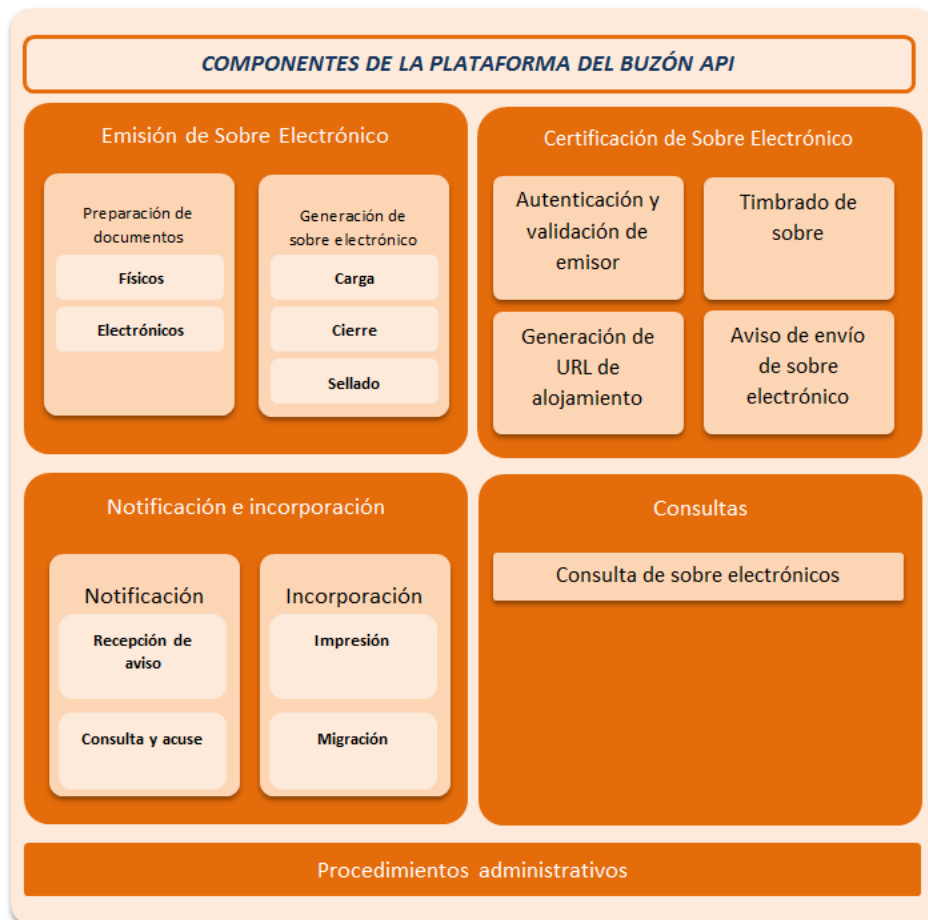 COMPONENTES DE LA PLATAFORMA DEL BUZÓN API
Emisión de Sobre Electrónico
Preparación de
documentos
Físicos
Electrónicos
Generación de
sobre electrónico
Carga
Cierre
Sellado
Certificación de Sobre Electrónico
Autenticación y
validación de
emisor
Timbrado de
sobre
Generación de
URL de
alojamiento
Aviso de envío
de sobre
electrónico
Notificación e incorporación
Notificación
Recepción de
aviso
Consulta y acuse
Incorporación
Impresión
Migración
Consultas
Consulta de sobre electrónicos
Procedimientos administrativos